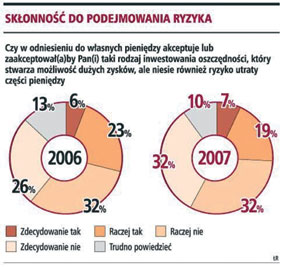 SKŁONNOŚĆ DO PODEJMOWANIA RYZYKA
Czy w odniesieniu do własnych pieniędzy akceptuje lub
zaakceptował(a)by Pan(i) taki rodzaj inwestowania oszczędności, który
stwarza możliwość dużych zysków, ale niesie również ryzyko utraty
części pieniędzy
13% 6% 10% 7%
23% 19%
2006 2007
26% 32% 32% 32%
Zdecydowanie tak Raczej tak Raczej nie
Zdecydowanie nie Trudno powiedzieć